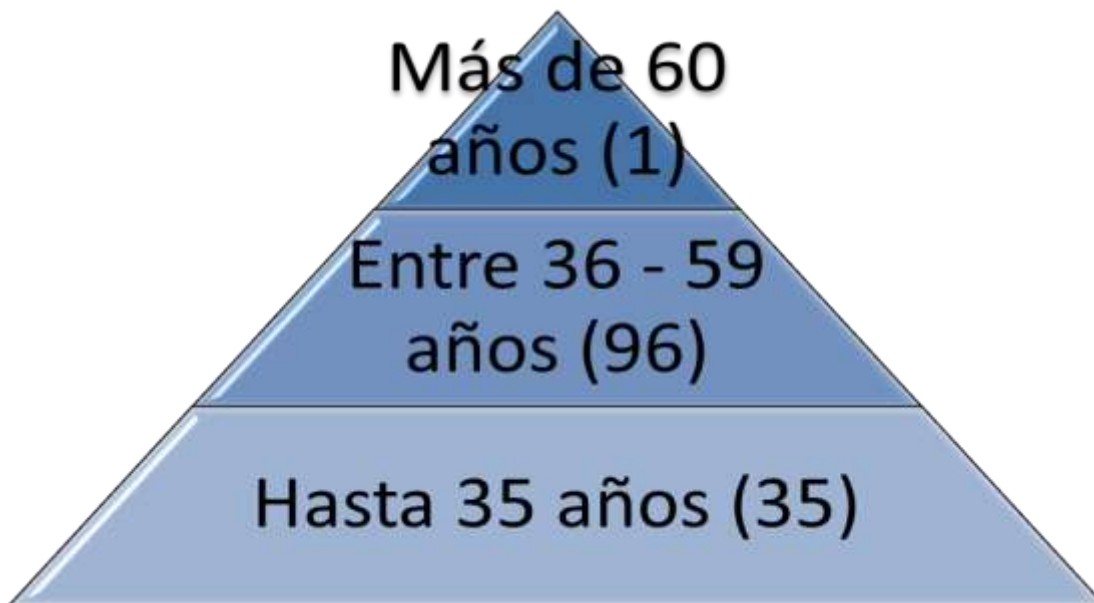 Más de 60
años (1)
Entre 36 - 59
años (96)
Hasta 35 años (35)